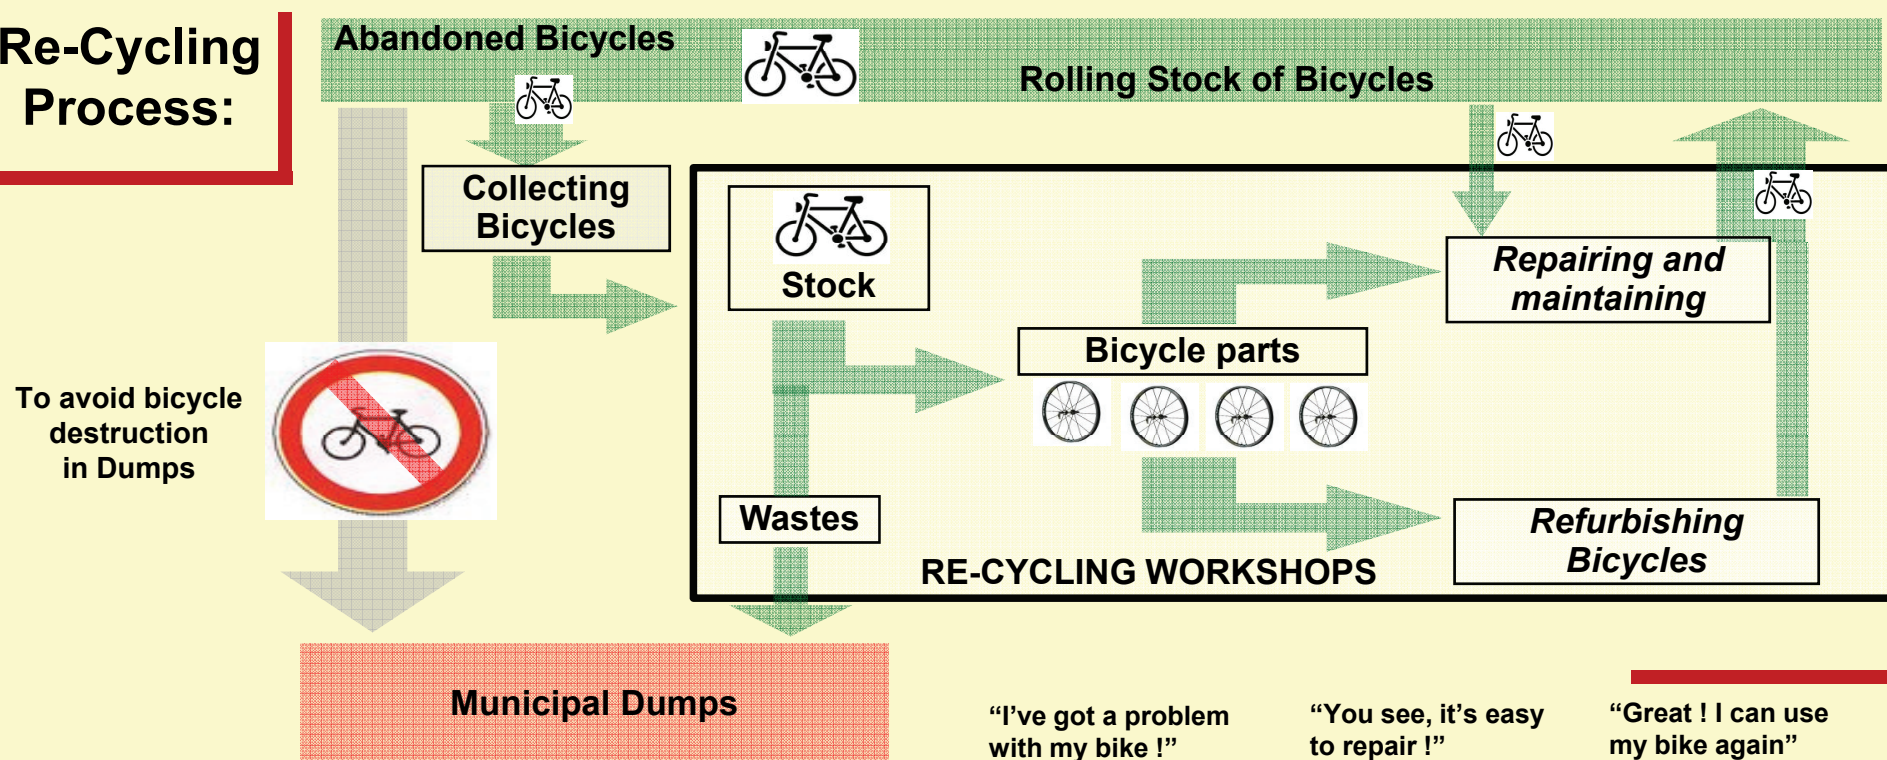 Re-Cycling
Process:
Abandoned Bicycles
Rolling Stock of Bicycles
Collecting
Bicycles
Stock
Repairing and
maintaining
Bicycle parts
To avoid bicycle
destruction
in Dumps
Wastes
Refurbishing
Bicycles
RE-CYCLING WORKSHOPS
Municipal Dumps
“I’ve got a problem
with my bike !”
“You see, it’s easy
to repair !”
“Great ! I can use
my bike again”